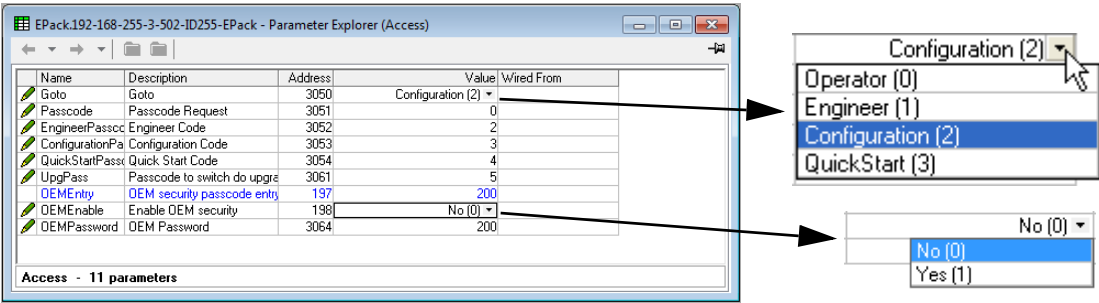 EPack.192-168-255-3-502-ID255-EPack - Parameter Explorer (Access)
Name Description Address Value Wired From
Goto Goto 3050 Configuration (2)
Passcode Passcode Request 3051 0
EngineerPassco Engineer Code 3052 2
ConfigurationPa Configuration Code 3053 3
QuickStartPassc Quick Start Code 3054 4
UpgPass Passcode to switch do upgra 3061 5
OEMEntry OEM security passcode entry 197 200
OEMEnable Enable OEM security 198 No (0)
OEMPassword OEM Password 3064 200
Access - 11 parameters
Configuration (2)
Operator (0)
Engineer (1)
Configuration (2)
QuickStart (3)
No (0)
No (0)
Yes (1)